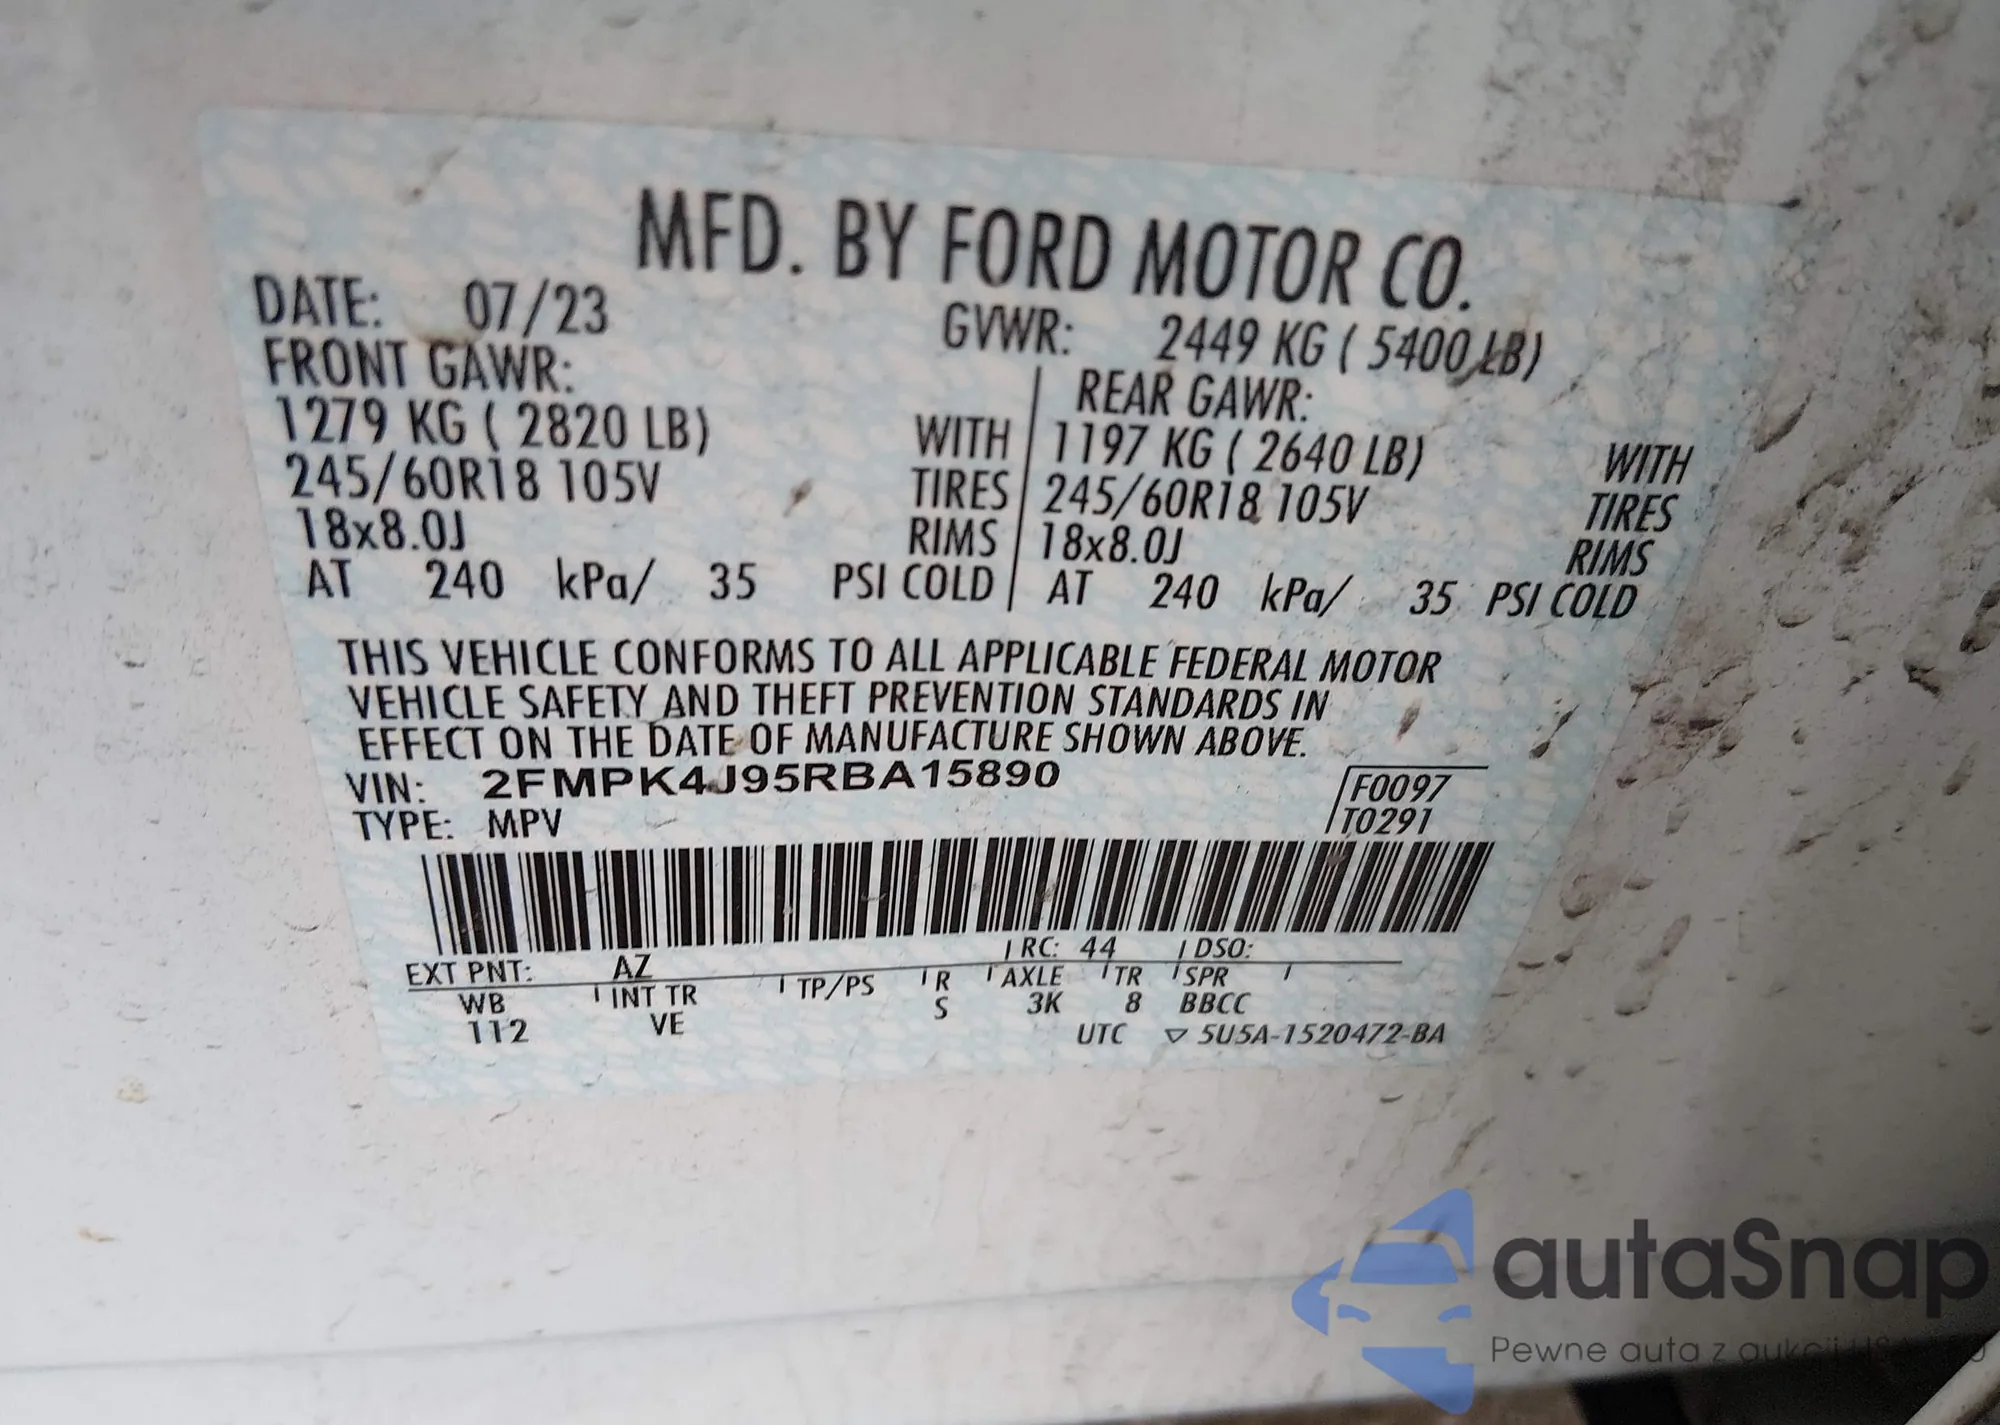 MFD. BY FORD MOTOR CO.
DATE: 07/23 GVWR: 2449 KG ( 5400 LB)
FRONT GAWR: REAR GAWR:
1279 KG ( 2820 LB) WITH 1197 KG ( 2640 LB) WITH
245/60R18 105V TIRES 245/60R18 105V TIRES
18x8.0J RIMS 18x8.0J RIMS
AT 240 kPa/ 35 PSI COLD AT 240 kPa/ 35 PSI COLD
THIS VEHICLE CONFORMS TO ALL APPLICABLE FEDERAL MOTOR
VEHICLE SAFETY AND THEFT PREVENTION STANDARDS IN
EFFECT ON THE DATE OF MANUFACTURE SHOWN ABOVE.
VIN: 2FMPK4J95RBA15890 F0097
TYPE: MPV T0291
EXT PNT: AZ RC: 44 DSO:
WB INT TR TP/PS R AXLE TR SPR
112 VE S 3K 8 BBCC
UTC ▽ 5U5A-1520472-BA
autaSnap
Pewne auta z aukcji